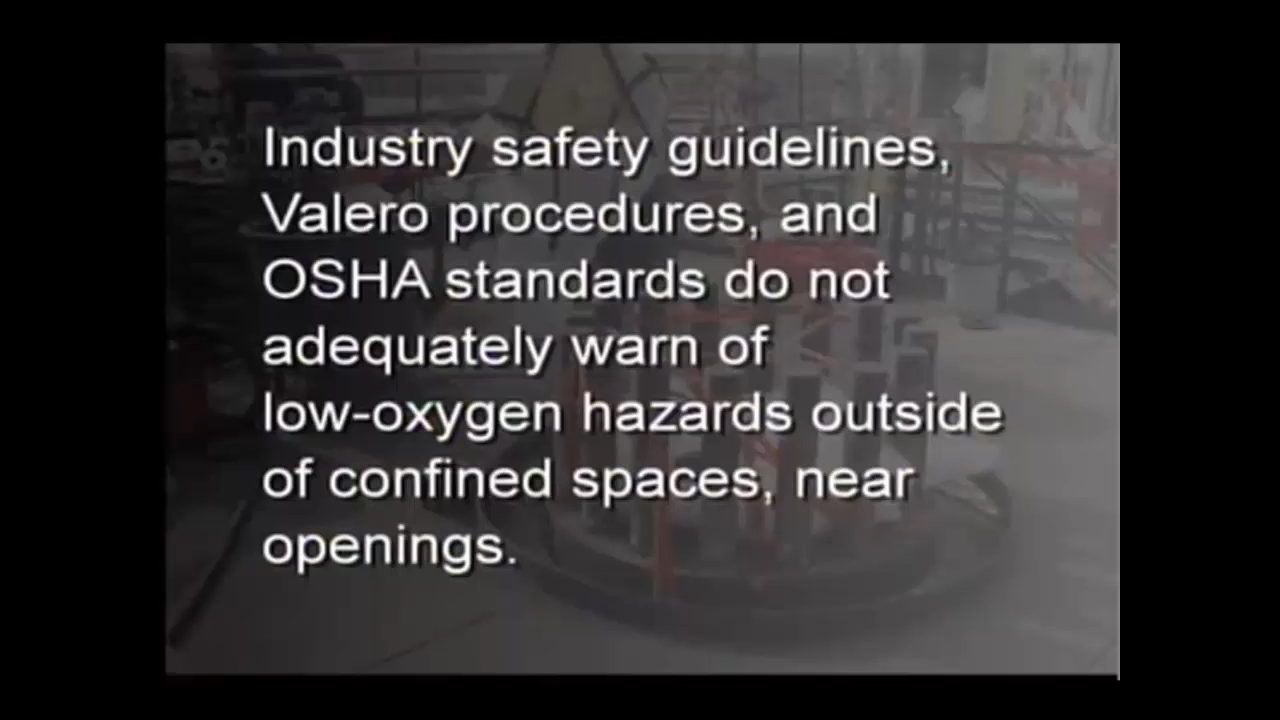 Industry safety guidelines,
Valero procedures, and
OSHA standards do not
adequately warn of
low-oxygen hazards outside
of confined spaces, near
openings.